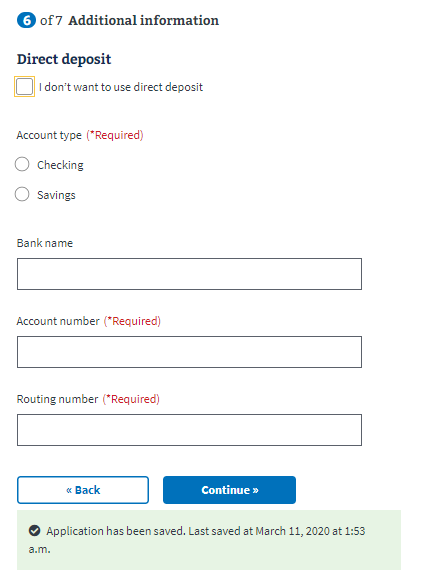 6 of 7 Additional information
Direct deposit
I don't want to use direct deposit
Account type (*Required)
Checking
Savings
Bank name
Account number (*Required)
Routing number (*Required)
« Back
Continue »
Application has been saved. Last saved at March 11, 2020 at 1:53
a.m.